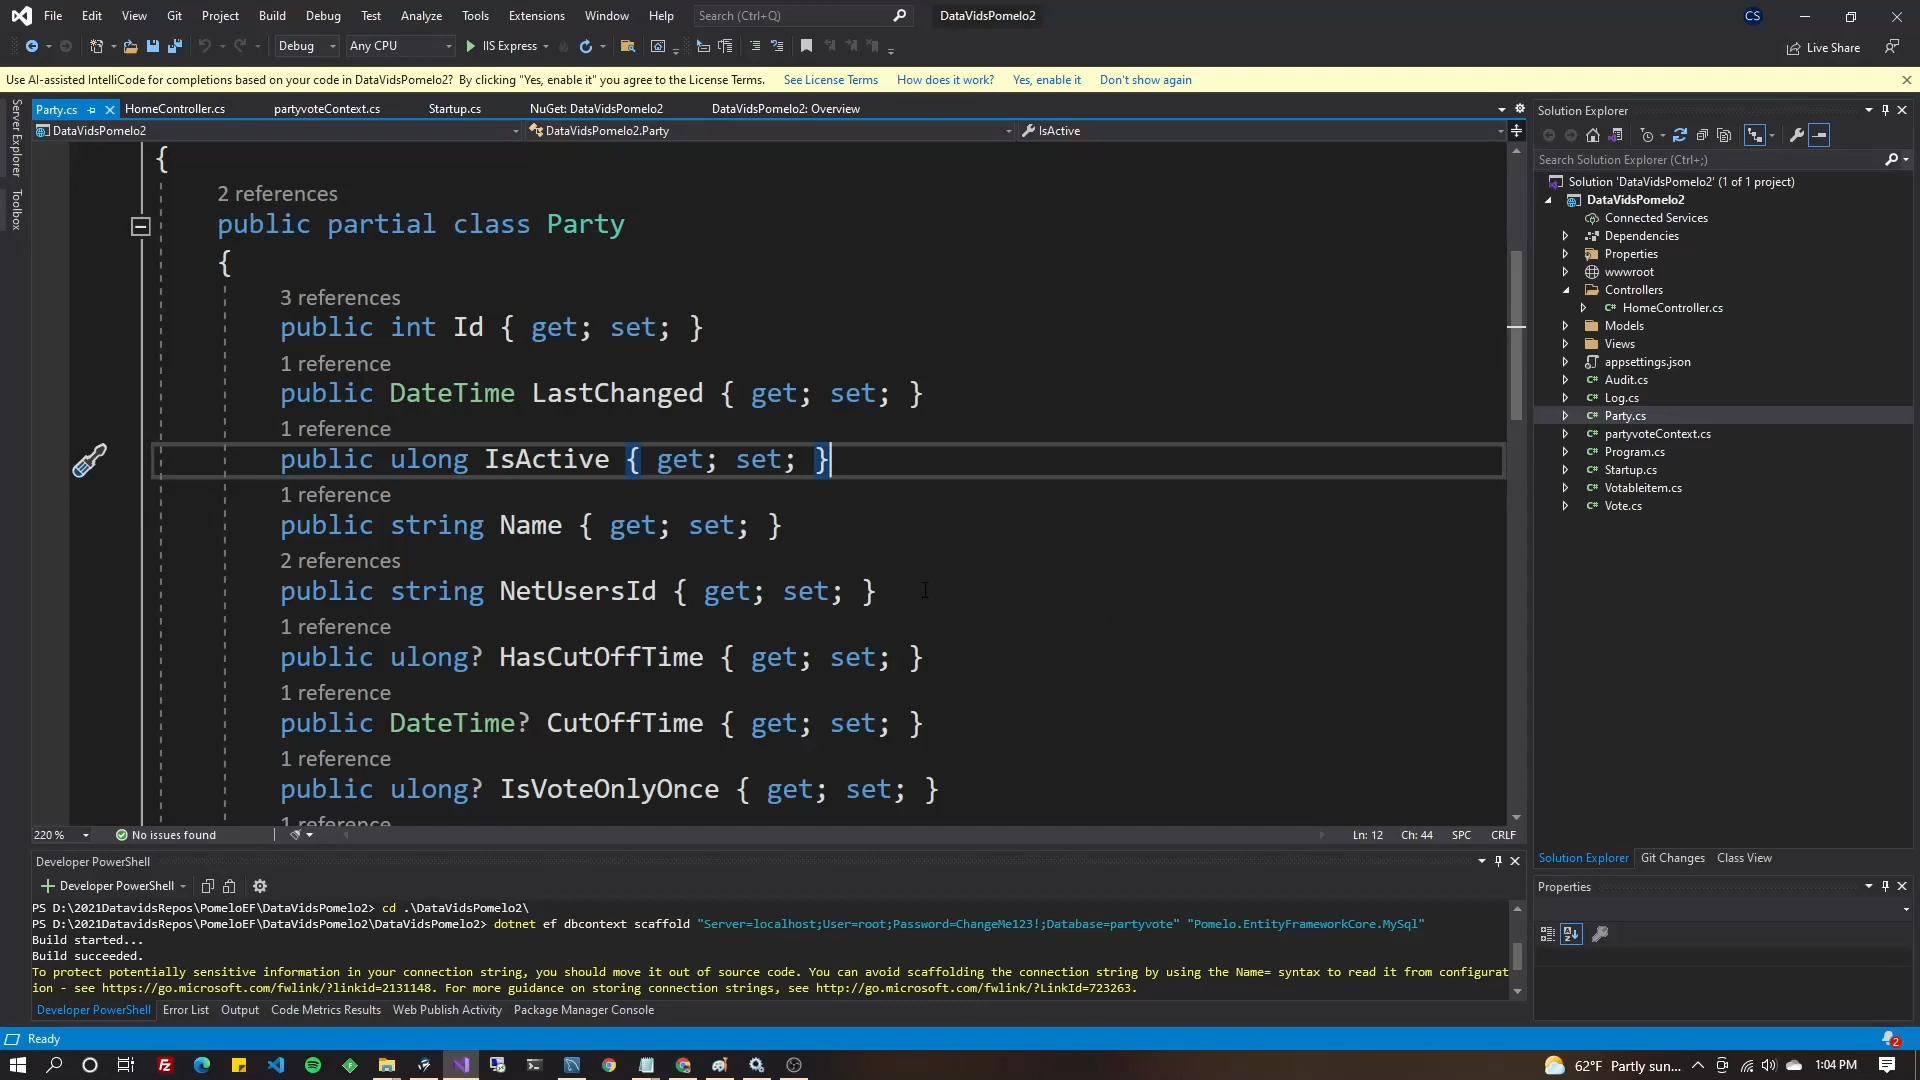 File Edit View Git Project Build Debug Test Analyze Tools Extensions Window Help Search (Ctrl+Q) DataVidsPomelo2 CS
Debug Any CPU IIS Express Live Share
Use AI-assisted IntelliCode for completions based on your code in DataVidsPomelo2? By clicking "Yes, enable it" you agree to the License Terms. See License Terms How does it work? Yes, enable it Don't show again
Server Explorer
Toolbox
Party.cs HomeController.cs partyvoteContext.cs Startup.cs NuGet: DataVidsPomelo2 DataVidsPomelo2: Overview
DataVidsPomelo2 DataVidsPomelo2.Party IsActive
{
2 references
public partial class Party
{
3 references
public int Id { get; set; }
1 reference
public DateTime LastChanged { get; set; }
1 reference
public ulong IsActive { get; set; }
1 reference
public string Name { get; set; }
2 references
public string NetUsersId { get; set; }
1 reference
public ulong? HasCutOffTime { get; set; }
1 reference
public DateTime? CutOffTime { get; set; }
1 reference
public ulong? IsVoteOnlyOnce { get; set; }
1 reference
220 % No issues found Ln: 12 Ch: 44 SPC CRLF
Developer PowerShell
Developer PowerShell
PS D:\2021DatavidsRepos\PomeloEF\DataVidsPomelo2> cd .\DataVidsPomelo2\
PS D:\2021DatavidsRepos\PomeloEF\DataVidsPomelo2\DataVidsPomelo2> dotnet ef dbcontext scaffold "Server=localhost;User=root;Password=ChangeMe123!;Database=partyvote" "Pomelo.EntityFrameworkCore.MySql"
Build started...
Build succeeded.
To protect potentially sensitive information in your connection string, you should move it out of source code. You can avoid scaffolding the connection string by using the Name= syntax to read it from configurat
ion - see https://go.microsoft.com/fwlink/?linkid=2131148. For more guidance on storing connection strings, see http://go.microsoft.com/fwlink/?LinkId=723263.
Developer PowerShell Error List Output Code Metrics Results Web Publish Activity Package Manager Console
Solution Explorer
Search Solution Explorer (Ctrl+;)
Solution 'DataVidsPomelo2' (1 of 1 project)
DataVidsPomelo2
Connected Services
Dependencies
Properties
wwwroot
Controllers
C# HomeController.cs
Models
Views
appsettings.json
C# Audit.cs
C# Log.cs
C# Party.cs
C# partyvoteContext.cs
C# Program.cs
C# Startup.cs
C# Votableitem.cs
C# Vote.cs
Solution Explorer Git Changes Class View
Properties
Ready 2
62°F Partly sun... 1:04 PM